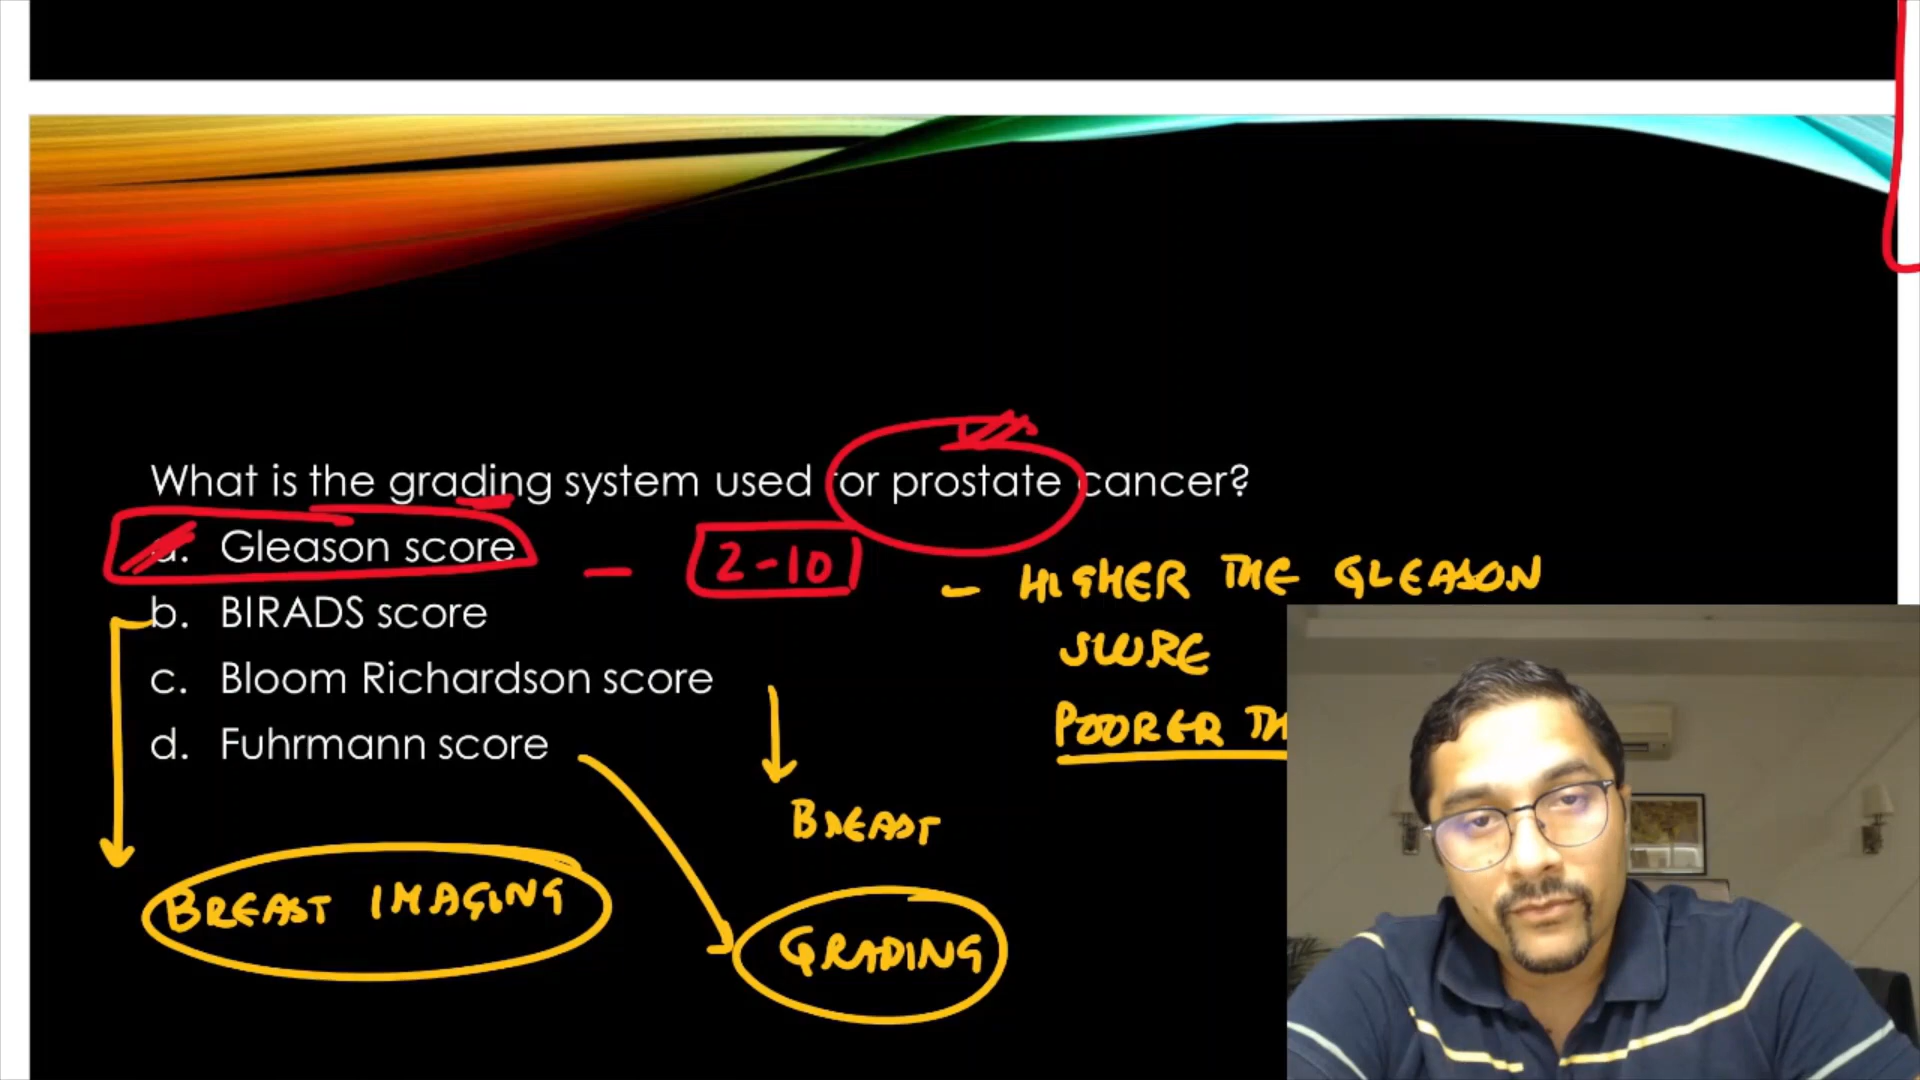 What is the grading system used for prostate cancer?
a. Gleason score
– 2-10
– HIGHER THE GLEASON
SCORE
POORER
b. BIRADS score
c. Bloom Richardson score
d. Fuhrmann score
BREAST
BREAST IMAGING
GRADING